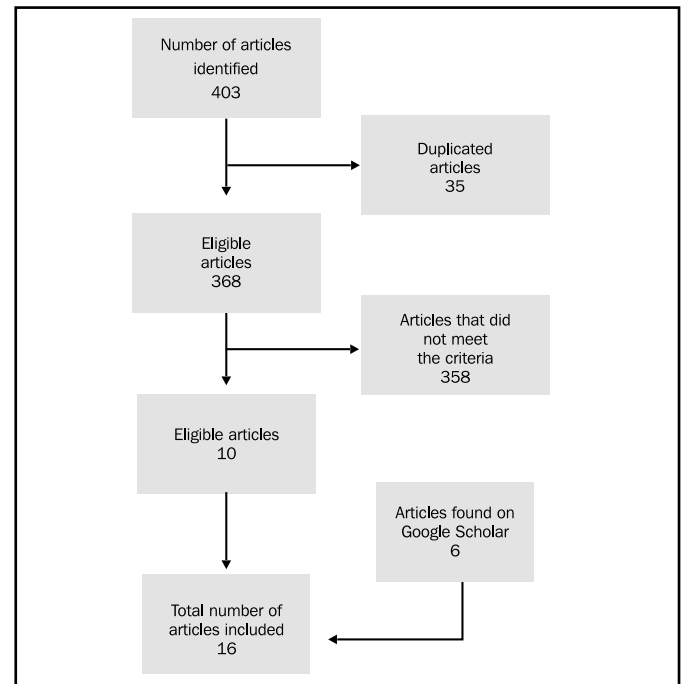 Number of articles
identified
403
Duplicated
articles
35
Eligible
articles
368
Articles that did
not meet
the criteria
358
Eligible articles
10
Articles found on
Google Scholar
6
Total number of
articles included
16